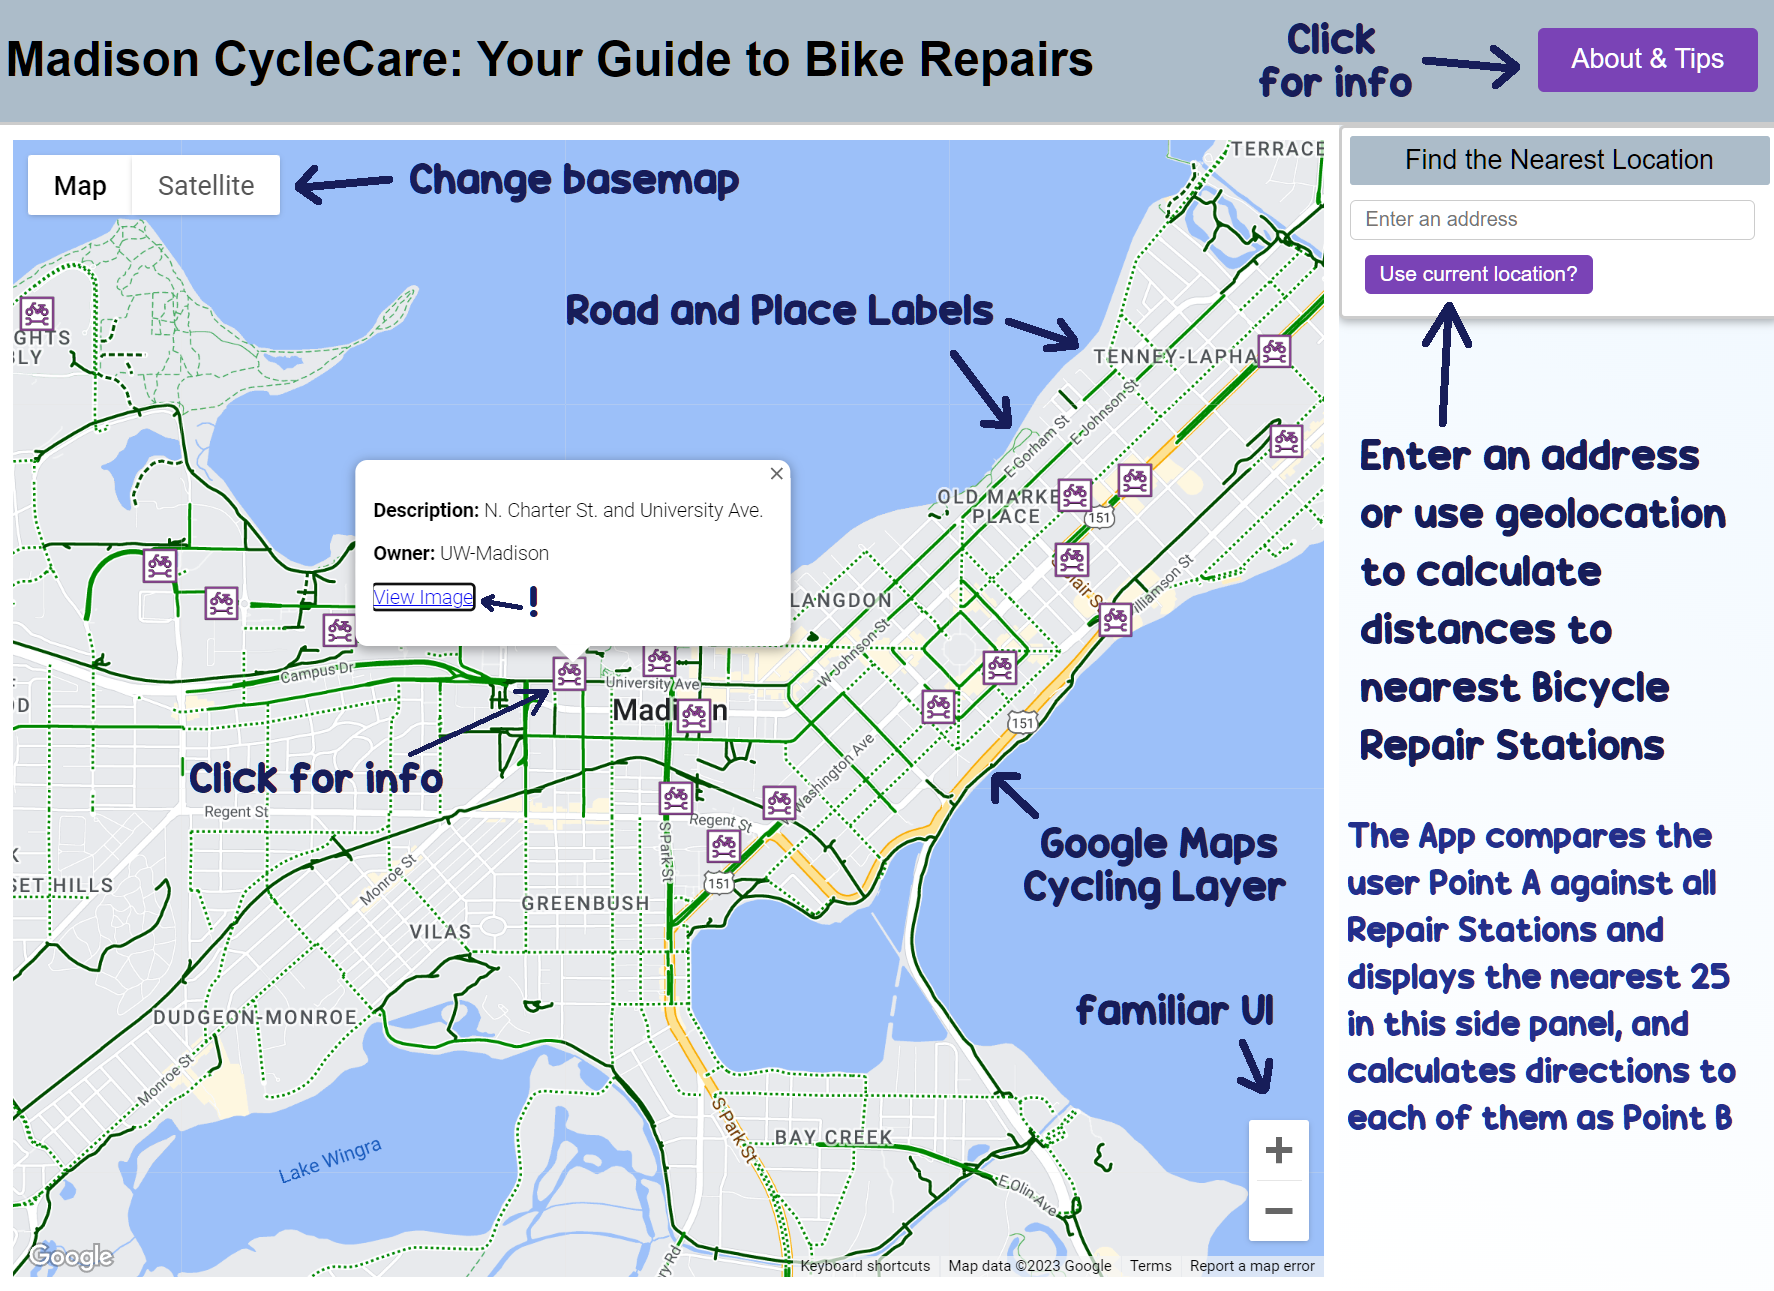 Madison CycleCare: Your Guide to Bike Repairs
Click
for info
About & Tips
Map
Satellite
Change basemap
TERRACE
Find the Nearest Location
Enter an address
Use current location?
Road and Place Labels
GHTS
BLY
TENNEY-LAPHA
E Gorham St
E Johnson St
OLD MARKE
PLACE
151
Description: N. Charter St. and University Ave.
Owner: UW-Madison
View Image
!
Blair S
Williamson St
LANGDON
W Johnson St
Campus Dr
University Ave
Madi n
OD
151
Click for info
W Washington Ave
Regent St
Regent St
S Park St
151
K
SET HILLS
Monroe St
GREENBUSH
VILAS
Google Maps
Cycling Layer
Enter an address
or use geolocation
to calculate
distances to
nearest Bicycle
Repair Stations
The App compares the
user Point A against all
Repair Stations and
displays the nearest 25
in this side panel, and
calculates directions to
each of them as Point B
familiar UI
DUDGEON-MONROE
Monroe St
S Park St
BAY CREEK
Lake Wingra
E Olin Ave
ry Rd
+
−
Google
Keyboard shortcuts
Map data ©2023 Google
Terms
Report a map error